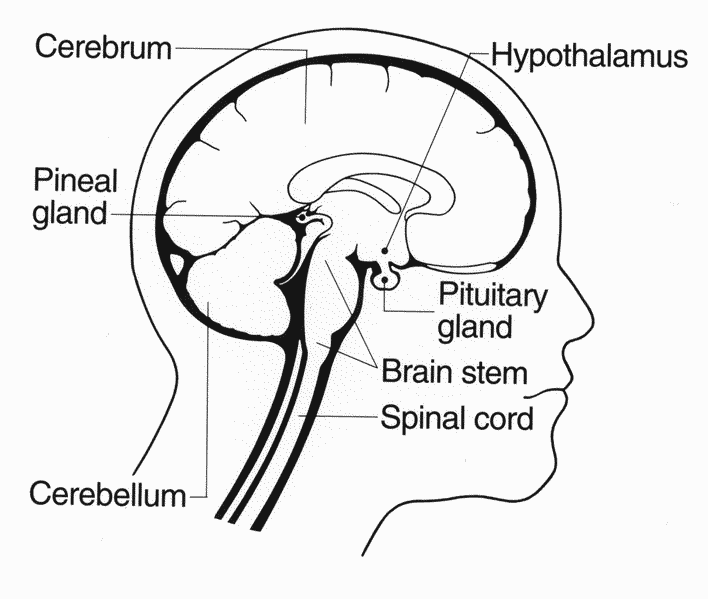 Cerebrum
Hypothalamus
Pineal
gland
Pituitary
gland
Brain stem
Spinal cord
Cerebellum